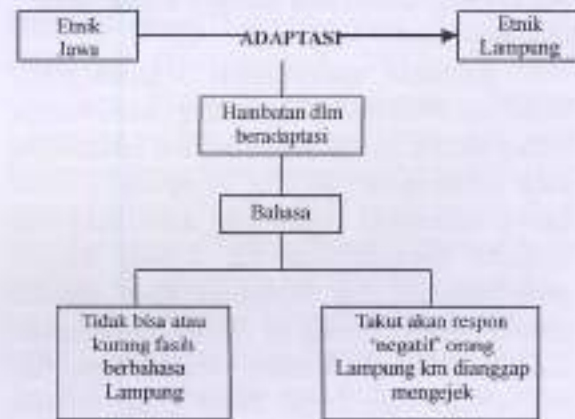 Etnik
Jawa
ADAPTASI
Etnik
Lampung
Hambatan dlm
beradaptasi
Bahasa
Tidak bisa atau
kurang fasih
berbahasa
Lampung
Takut akan respon
'negatif' orang
Lampung krn dianggap
mengejek